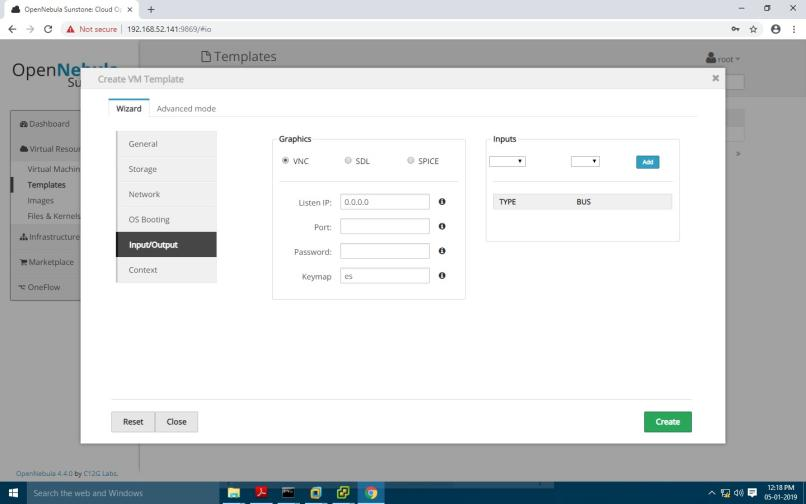 OpenNebula Sunstone: Cloud O
Not secure | 192.168.52.141:9869/#io
OpenNebula
Su
Templates
root
Dashboard
Virtual Resour
Virtual Machin
Templates
Images
Files & Kernels
Infrastructure
Marketplace
OneFlow
Create VM Template
Wizard
Advanced mode
General
Storage
Network
OS Booting
Input/Output
Context
Graphics
VNC
SDL
SPICE
Listen IP: 0.0.0.0
Port:
Password:
Keymap es
Inputs
Add
TYPE BUS
Reset
Close
Create
OpenNebula 4.4.0 by C12G Labs.
Search the web and Windows
12:18 PM
05-01-2019